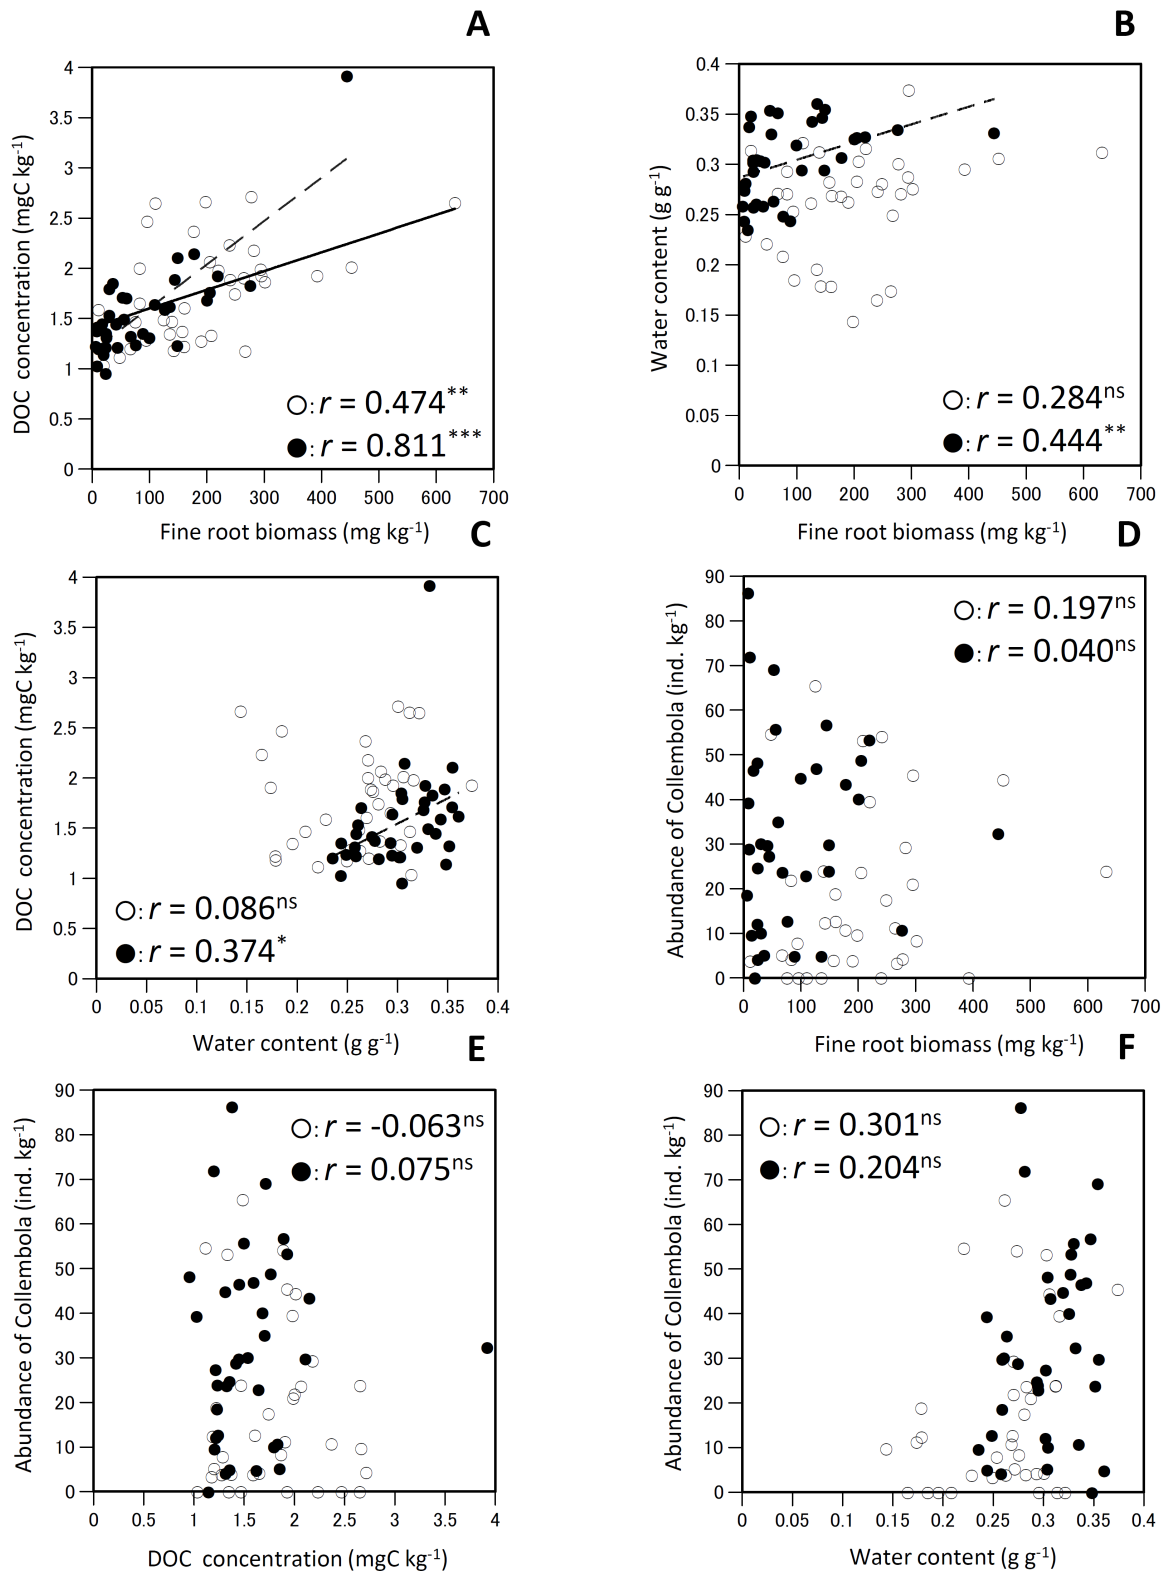 A
4
3.5
3
2.5
2
1.5
1
0.5
0
DOC concentration (mgC kg⁻¹)
○: r = 0.474**
●: r = 0.811***
0 100 200 300 400 500 600 700
Fine root biomass (mg kg⁻¹)
B
0.4
0.35
0.3
0.25
0.2
0.15
0.1
0.05
0
Water content (g g⁻¹)
○: r = 0.284ns
●: r = 0.444**
0 100 200 300 400 500 600 700
Fine root biomass (mg kg⁻¹)
C
4
3.5
3
2.5
2
1.5
1
0.5
0
DOC concentration (mgC kg⁻¹)
○: r = 0.086ns
●: r = 0.374*
0 0.05 0.1 0.15 0.2 0.25 0.3 0.35 0.4
Water content (g g⁻¹)
D
90
80
70
60
50
40
30
20
10
0
Abundance of Collembola (ind. kg⁻¹)
○: r = 0.197ns
●: r = 0.040ns
0 100 200 300 400 500 600 700
Fine root biomass (mg kg⁻¹)
E
90
80
70
60
50
40
30
20
10
0
Abundance of Collembola (ind. kg⁻¹)
○: r = -0.063ns
●: r = 0.075ns
0 0.5 1 1.5 2 2.5 3 3.5 4
DOC concentration (mgC kg⁻¹)
F
90
80
70
60
50
40
30
20
10
0
Abundance of Collembola (ind. kg⁻¹)
○: r = 0.301ns
●: r = 0.204ns
0 0.05 0.1 0.15 0.2 0.25 0.3 0.35 0.4
Water content (g g⁻¹)